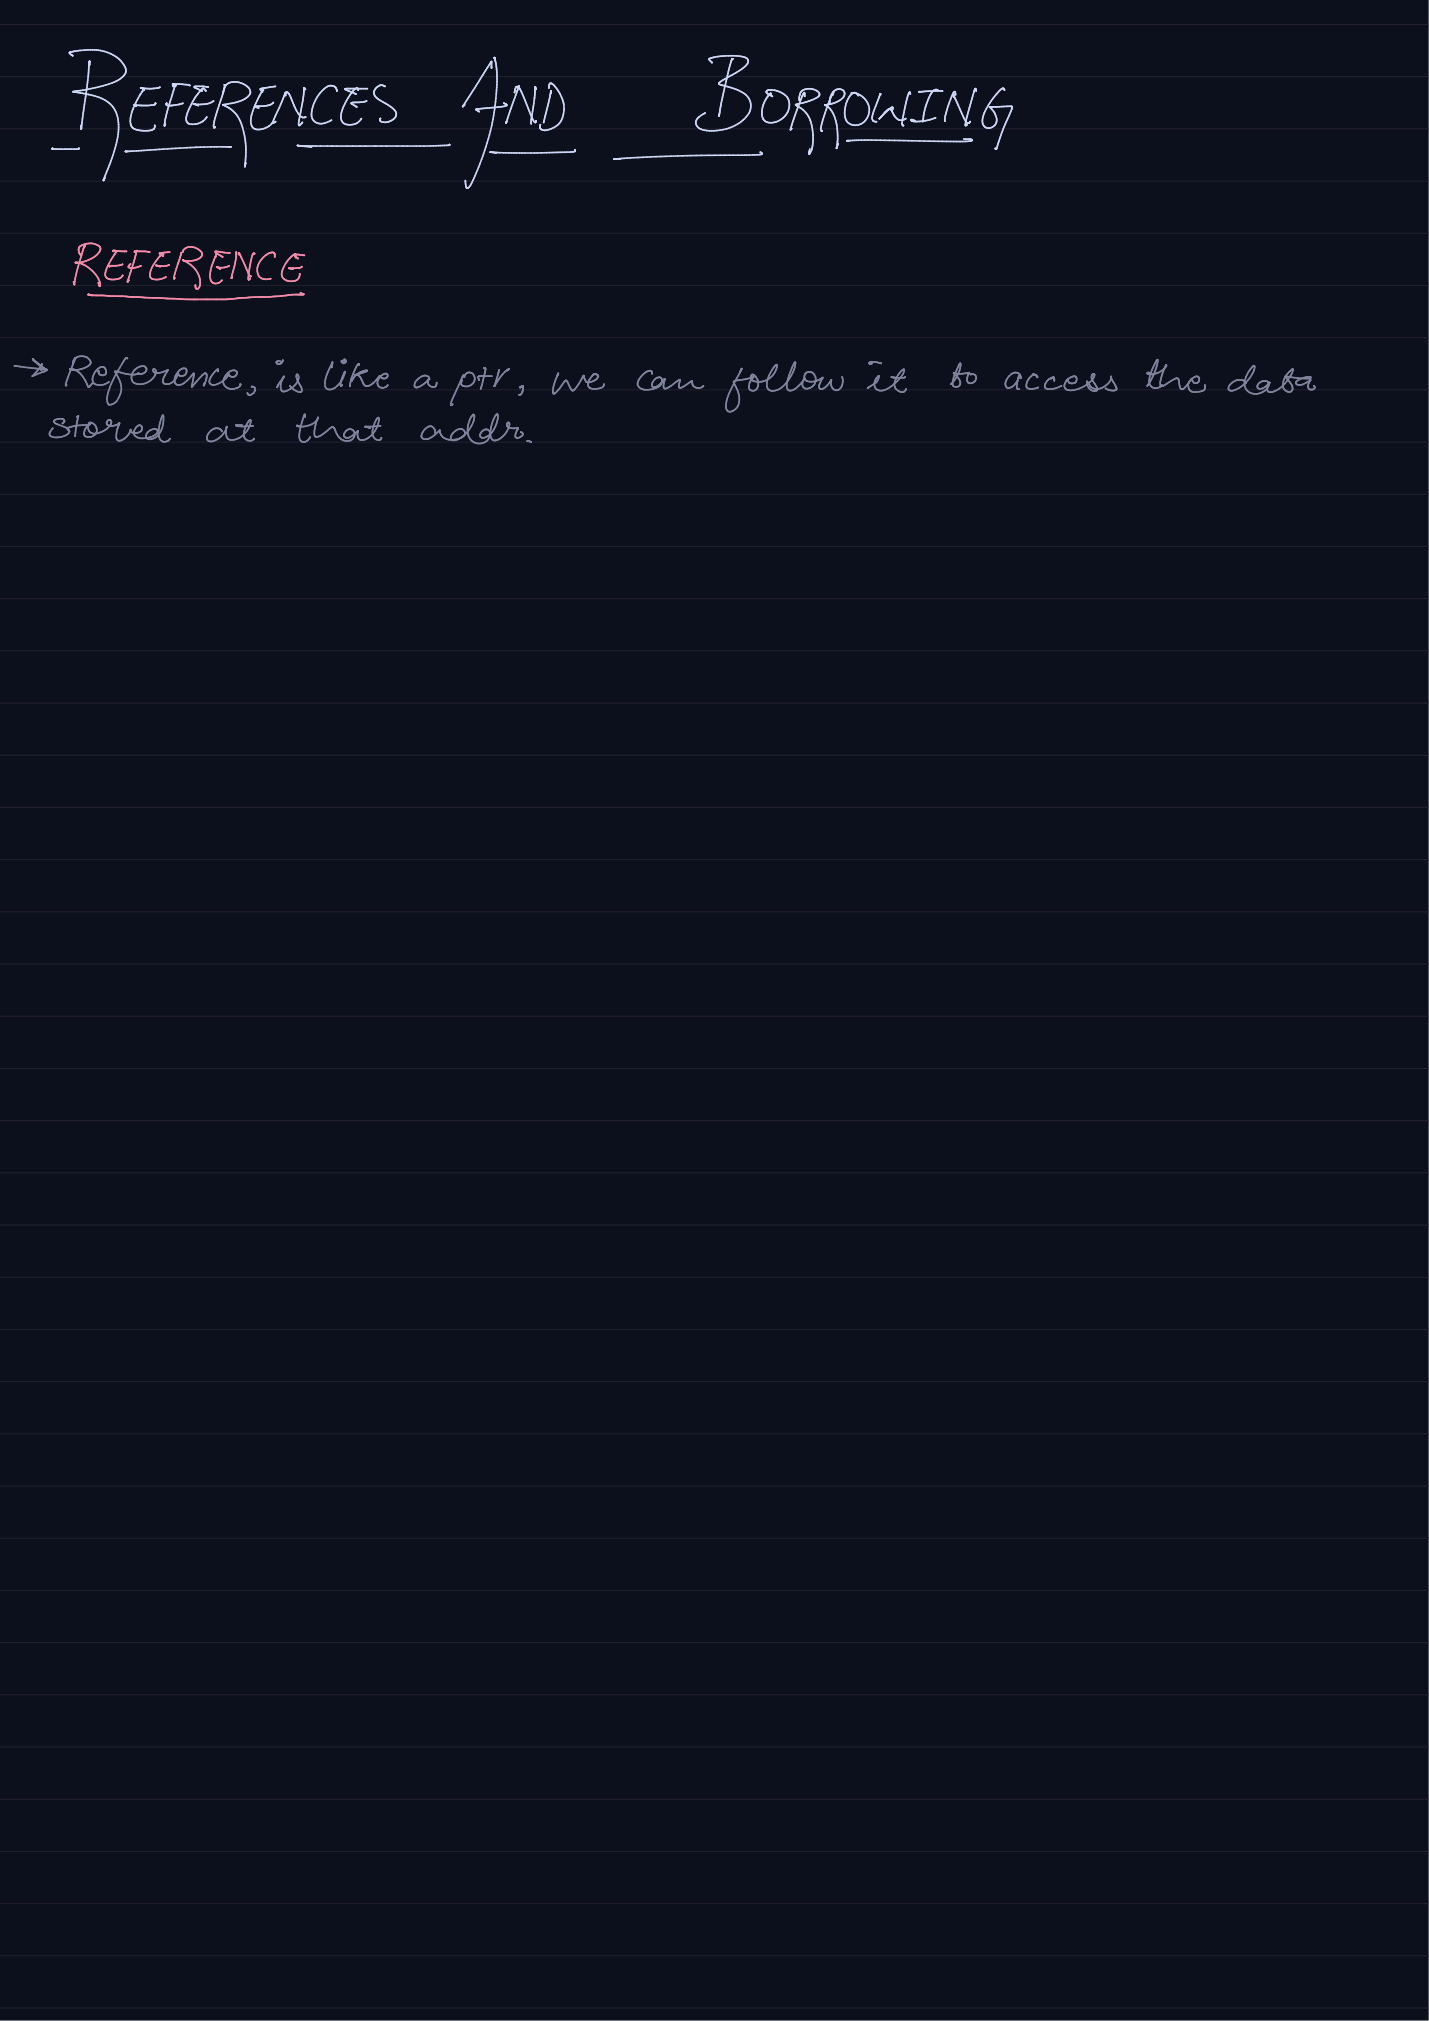 REFERENCES AND BORROWING
REFERENCE
→ Reference, is like a ptr, we can follow it to access the data
stored at that addr.